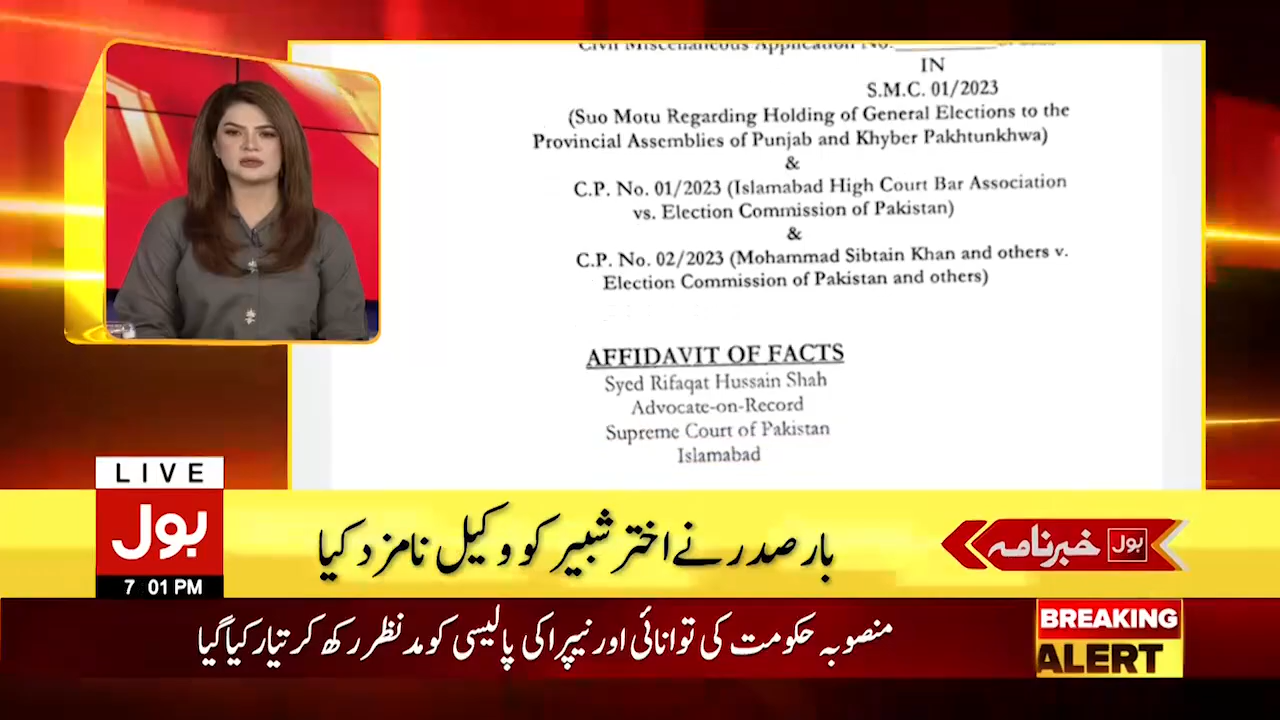 Civil Miscellaneous Application No.
IN
S.M.C. 01/2023
(Suo Motu Regarding Holding of General Elections to the
Provincial Assemblies of Punjab and Khyber Pakhtunkhwa)
&
C.P. No. 01/2023 (Islamabad High Court Bar Association
vs. Election Commission of Pakistan)
&
C.P. No. 02/2023 (Mohammad Sibtain Khan and others v.
Election Commission of Pakistan and others)
AFFIDAVIT OF FACTS
Syed Rifaqat Hussain Shah
Advocate-on-Record
Supreme Court of Pakistan
Islamabad
LIVE
بول
7 01 PM
بار صدر نے اختر شبیر کو وکیل نامزد کیا
بول خبرنامہ
منصوبہ حکومت کی توانائی اور نیپرا کی پالیسی کو مدنظر رکھ کر تیار کیا گیا
BREAKING
ALERT